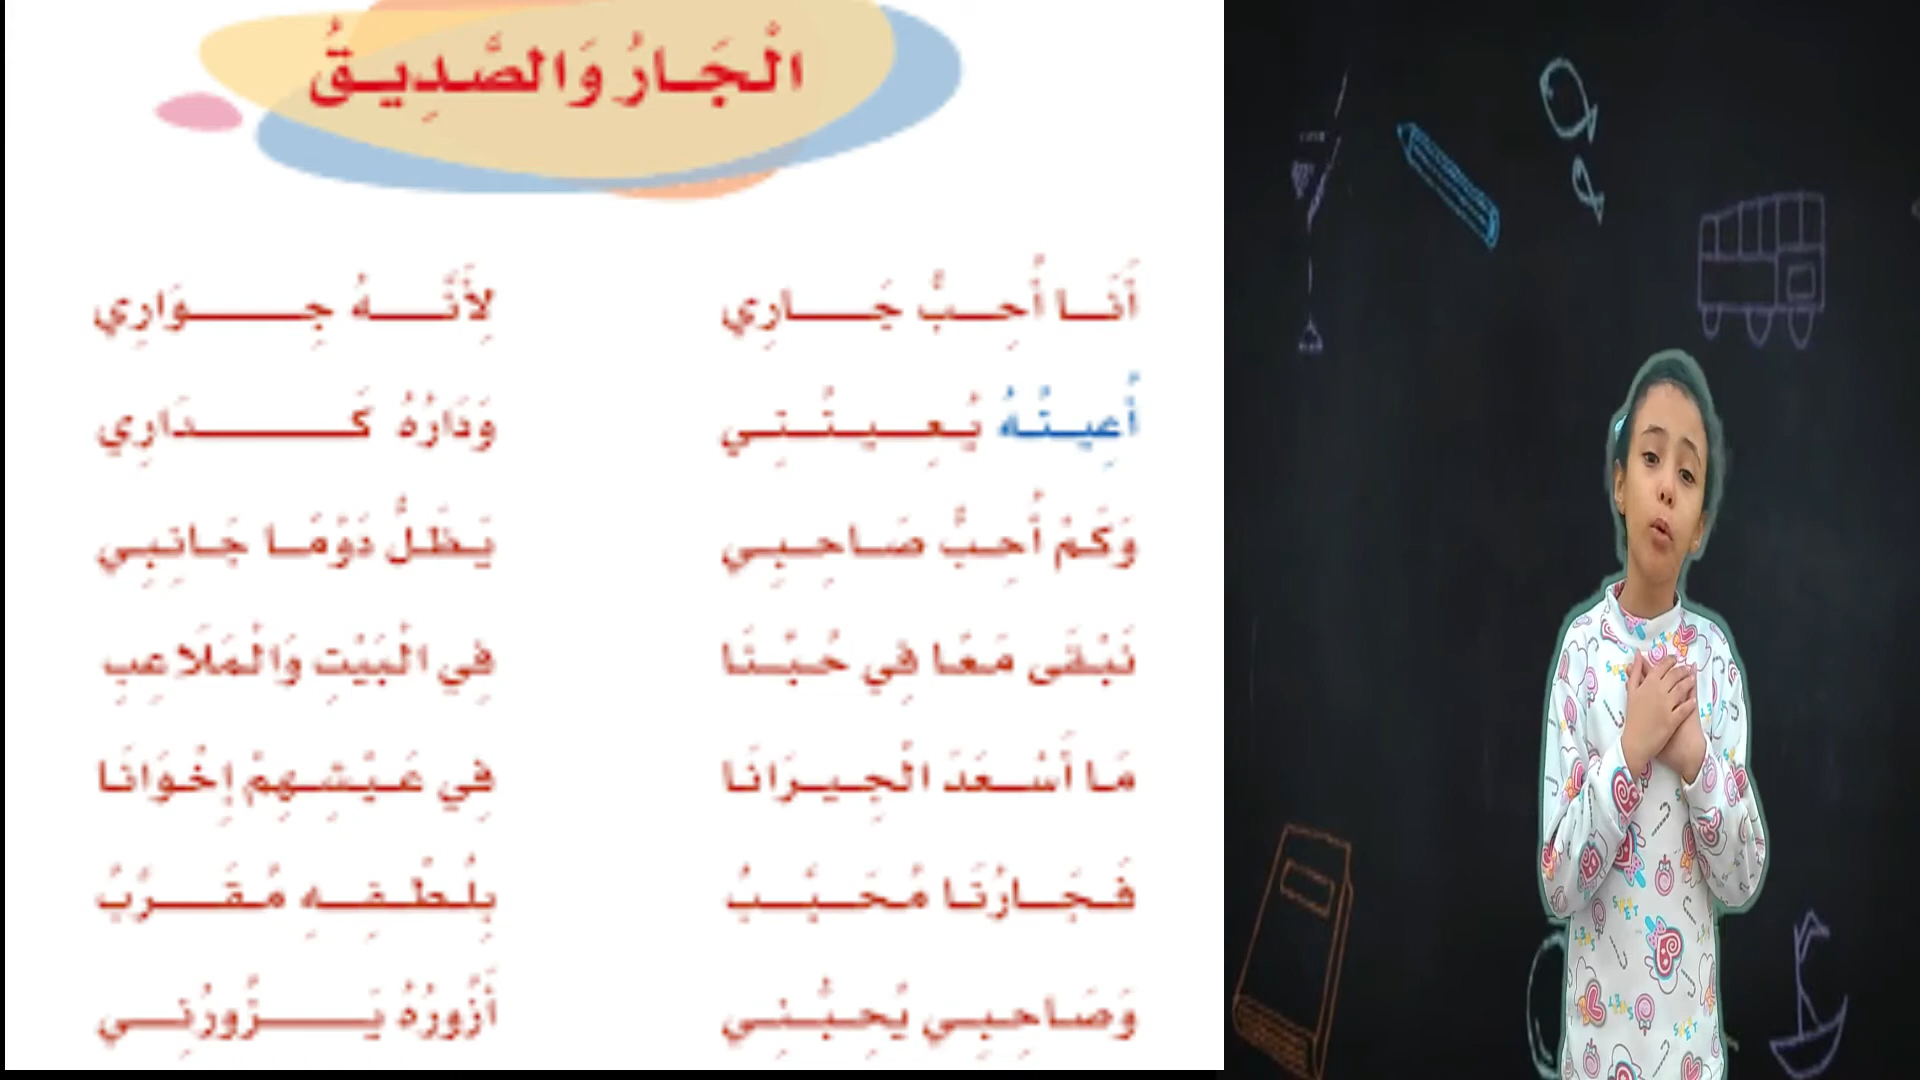 الْجَارُ وَالصَّدِيقُ
أَنَا أُحِبُّ جَارِي لِأَنَّهُ جِوَارِي
أُعِينُهُ يُعِينُنِي وَدَارُهُ كَدَارِي
وَكَمْ أُحِبُّ صَاحِبِي يَظَلُّ دَوْمًا جَانِبِي
نَبْقَى مَعًا فِي حُبِّنَا فِي الْبَيْتِ وَالْمَلَاعِبِ
مَا أَسْعَدَ الْجِيرَانَا فِي عَيْشِهِمْ إِخْوَانَا
فَجَارُنَا مُحَبَّبُ بِلُطْفِهِ مُقَرَّبُ
وَصَاحِبِي يُحِبُّنِي أَزُورُهُ يَزُورُنِي